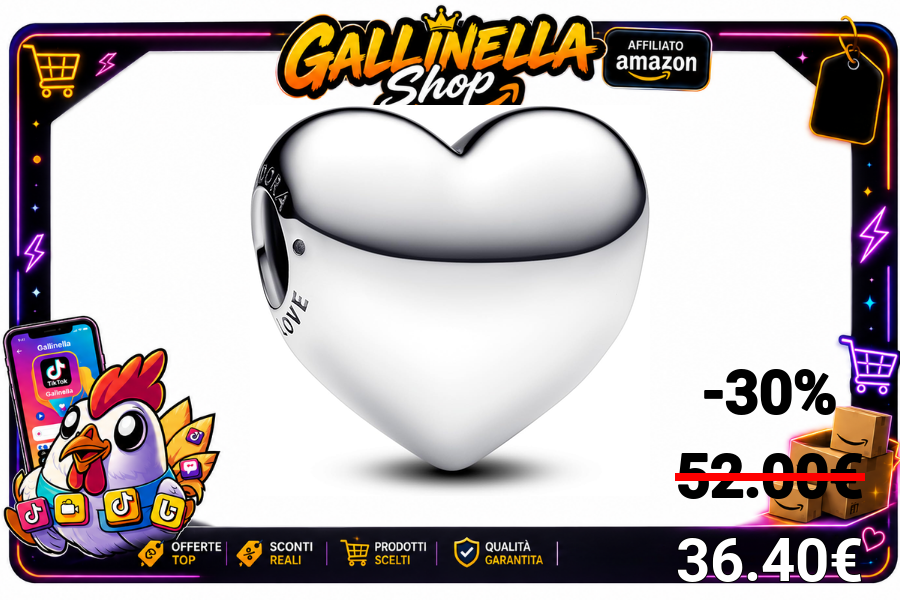 GALLINELLA
Shop
AFFILIATO
amazon
LOVE
Gallinella
TikTok
Gallinella
-30%
52.00€
36.40€
OFFERTE
TOP
SCONTI
REALI
PRODOTTI
SCELTI
QUALITÀ
GARANTITA